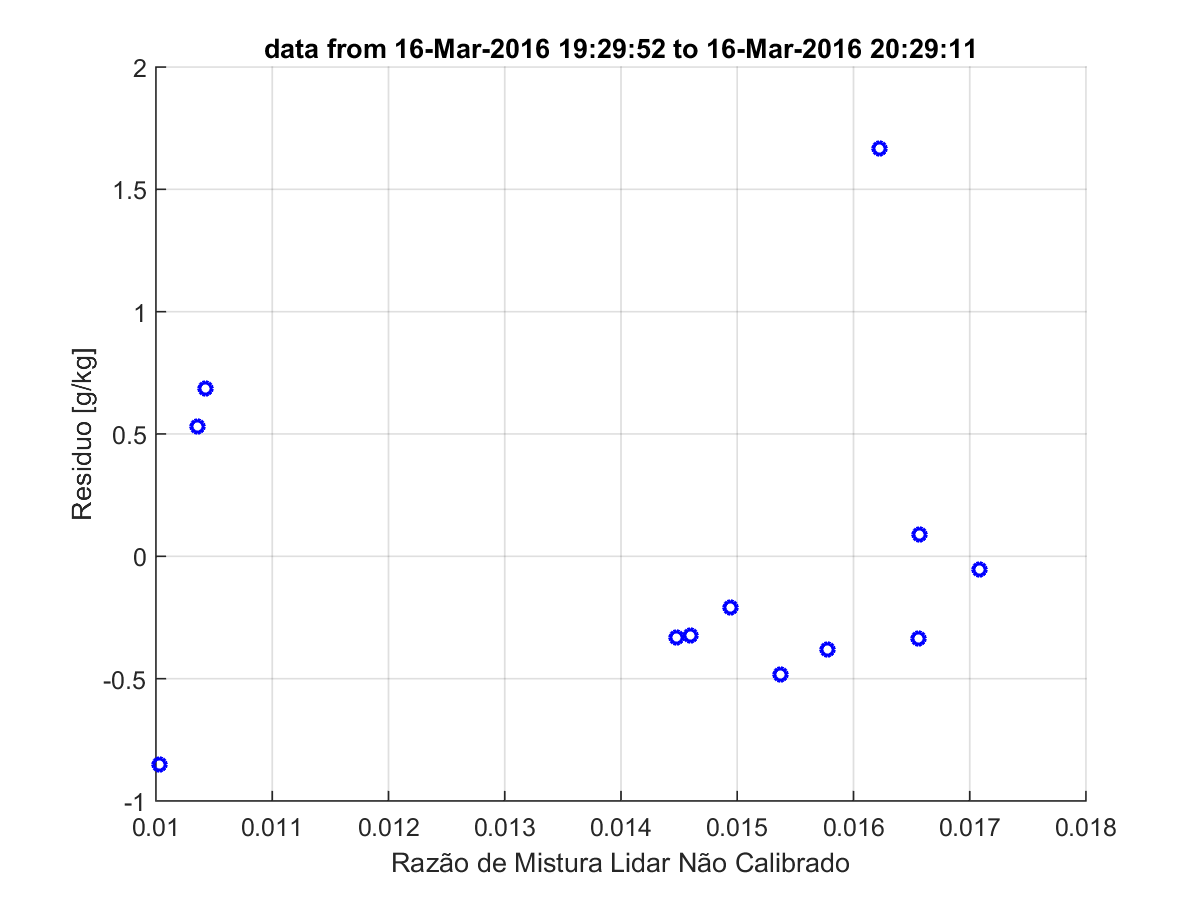 data from 16-Mar-2016 19:29:52 to 16-Mar-2016 20:29:11
2
1.5
1
0.5
0
-0.5
-1
Residuo [g/kg]
0.01 0.011 0.012 0.013 0.014 0.015 0.016 0.017 0.018
Razão de Mistura Lidar Não Calibrado